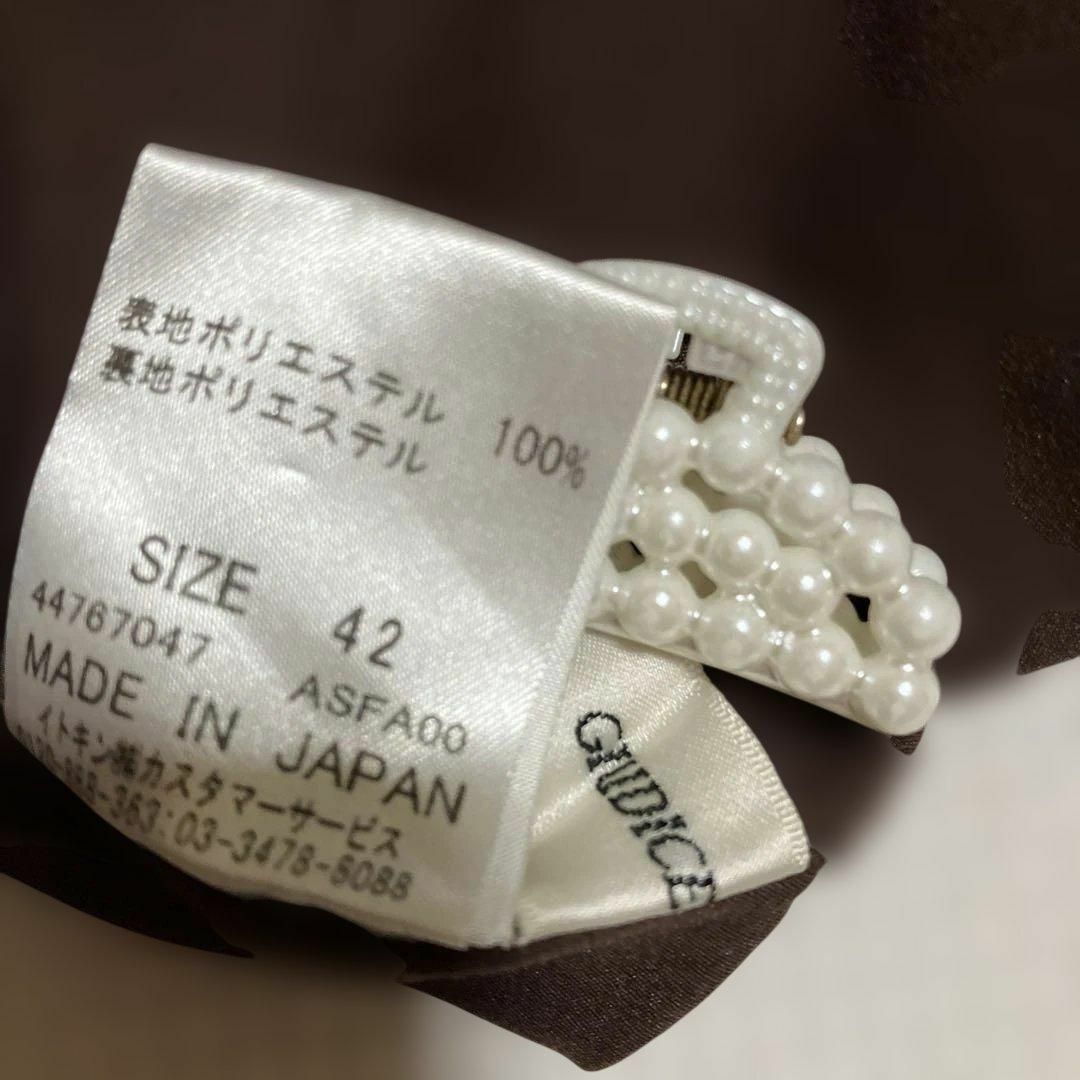 表地ポリエステル
裏地ポリエステル 100%
SIZE 42
44767047 ASFA00
MADE IN JAPAN
イトキン㈱カスタマーサービス
363:03-3478-8088
GIUDICE